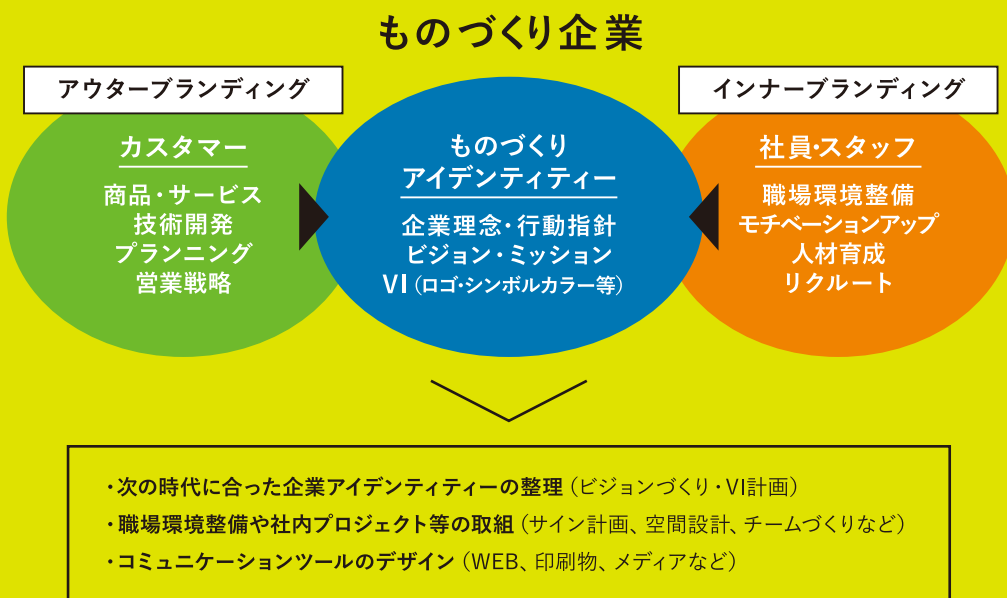 ものづくり企業
アウターブランディング
カスタマー
商品・サービス
技術開発
プランニング
営業戦略
ものづくり
アイデンティティー
企業理念・行動指針
ビジョン・ミッション
VI(ロゴ・シンボルカラー等)
インナーブランディング
社員・スタッフ
職場環境整備
モチベーションアップ
人材育成
リクルート
・次の時代に合った企業アイデンティティーの整理(ビジョンづくり・VI計画)
・職場環境整備や社内プロジェクト等の取組(サイン計画、空間設計、チームづくりなど)
・コミュニケーションツールのデザイン(WEB、印刷物、メディアなど)